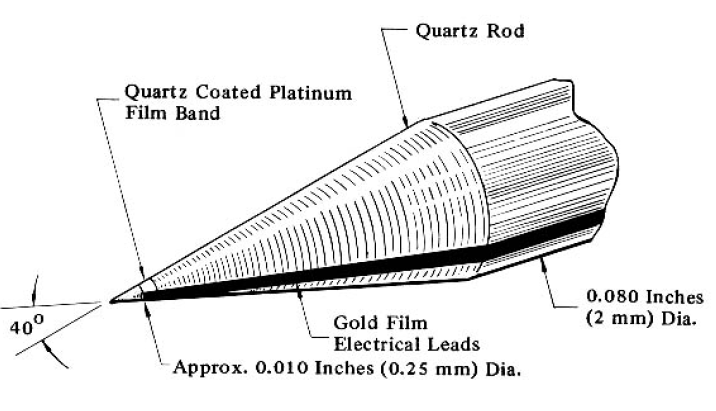 Quartz Rod
Quartz Coated Platinum
Film Band
40°
0.080 Inches
(2 mm) Dia.
Gold Film
Electrical Leads
Approx. 0.010 Inches (0.25 mm) Dia.